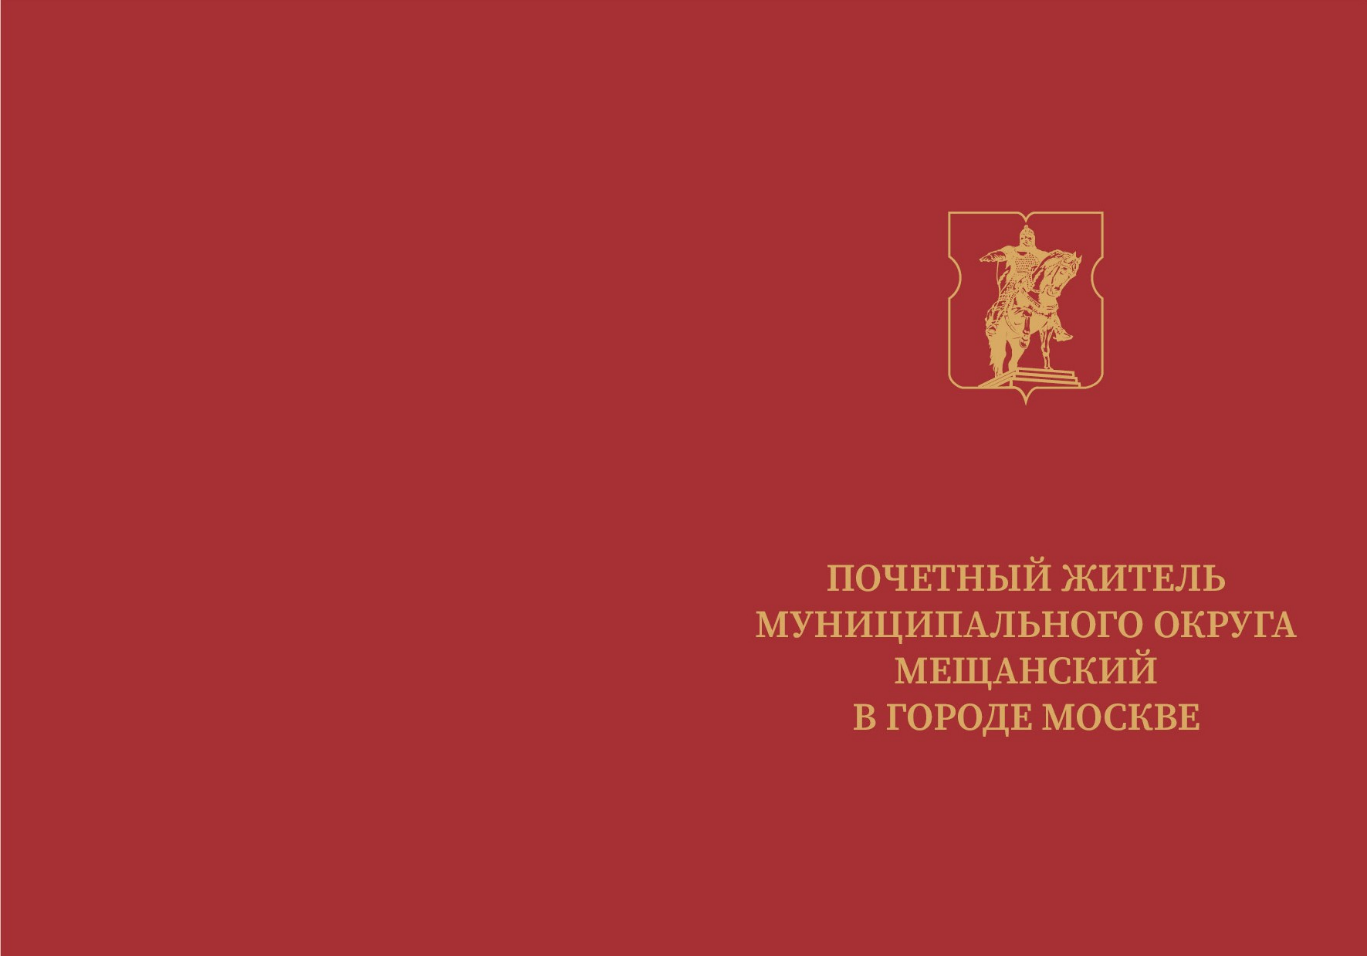 ПОЧЕТНЫЙ ЖИТЕЛЬ
МУНИЦИПАЛЬНОГО ОКРУГА
МЕЩАНСКИЙ
В ГОРОДЕ МОСКВЕ